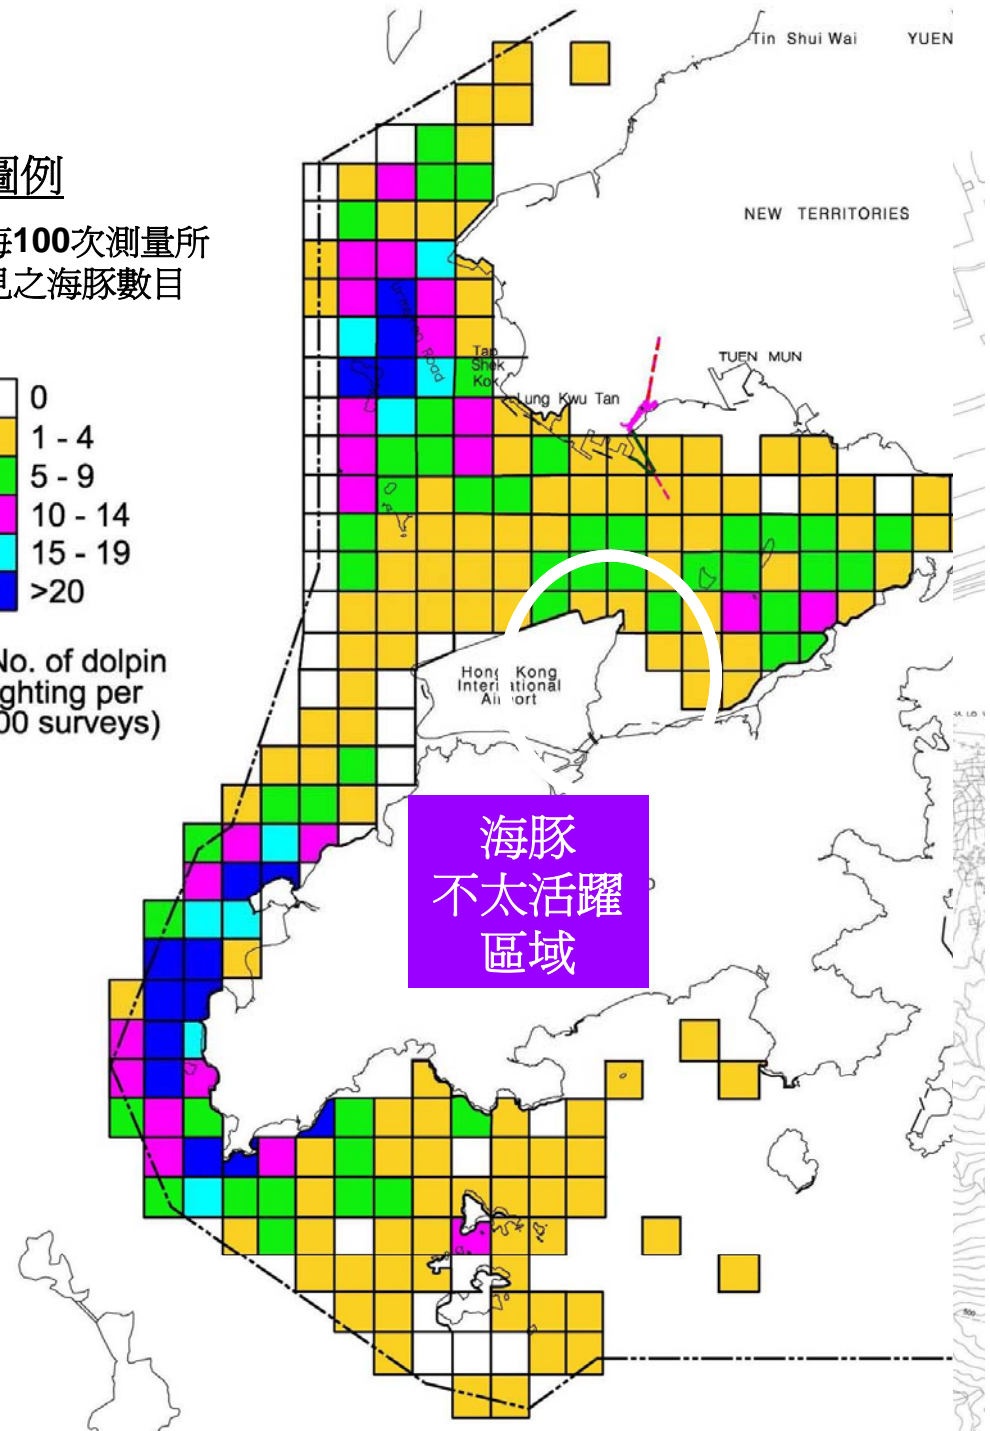 Tin Shui Wai
YUEN
圖例
NEW TERRITORIES
每100次測量所
見之海豚數目
Road
Tap
Shek
Kok
TUEN MUN
Lung Kwu Tan
0
1 - 4
5 - 9
10 - 14
15 - 19
>20
No. of dolpin
ghting per
00 surveys)
Hong Kong
International
Airport
海豚
不太活躍
區域
500